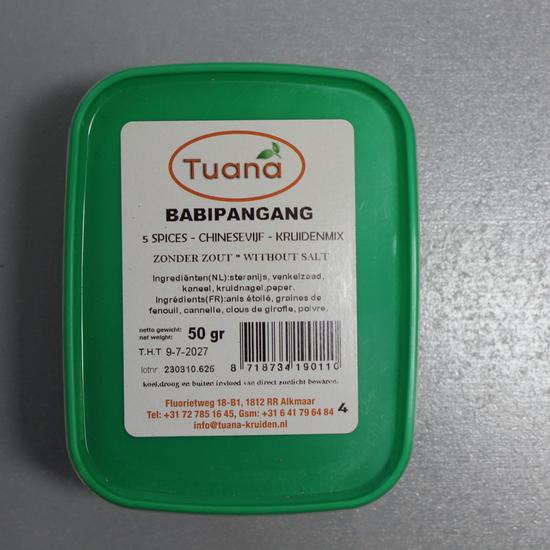 Tuana
BABIPANGANG
5 SPICES - CHINESEVIJF - KRUIDENMIX
ZONDER ZOUT * WITHOUT SALT
Ingrediënten(NL):steranijs, venkelzaad,
kaneel, kruidnagel,peper.
Ingrédients(FR):anis étoilé, graines de
fenouil, cannelle, clous de girofle, poivre.
netto gewicht:
net weight:
50 gr
T.H.T 9-7-2027
lotnr. 230310.626
8 718734 190110
koel,droog en buiten invloed van direct zonlicht bewaren.
Fluorietweg 18-B1, 1812 RR Alkmaar
Tel: +31 72 785 16 45, Gsm: +31 6 41 79 64 84
4
info@tuana-kruiden.nl